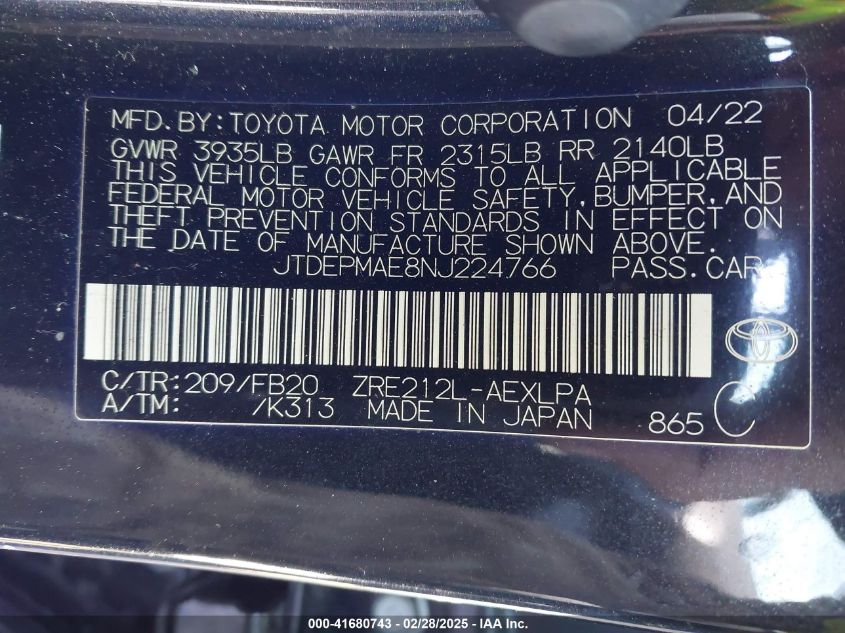 MFD.BY:TOYOTA MOTOR CORPORATION 04/22
GVWR 3935LB GAWR FR 2315LB RR 2140LB
THIS VEHICLE CONFORMS TO ALL APPLICABLE
FEDERAL MOTOR VEHICLE SAFETY,BUMPER,AND
THEFT PREVENTION STANDARDS IN EFFECT ON
THE DATE OF MANUFACTURE SHOWN ABOVE.
JTDEPMAE8NJ224766 PASS.CAR
C/TR:209/FB20 ZRE212L-AEXLPA
A/TM: /K313 MADE IN JAPAN 865 C
000-41680743 - 02/28/2025 - IAA Inc.